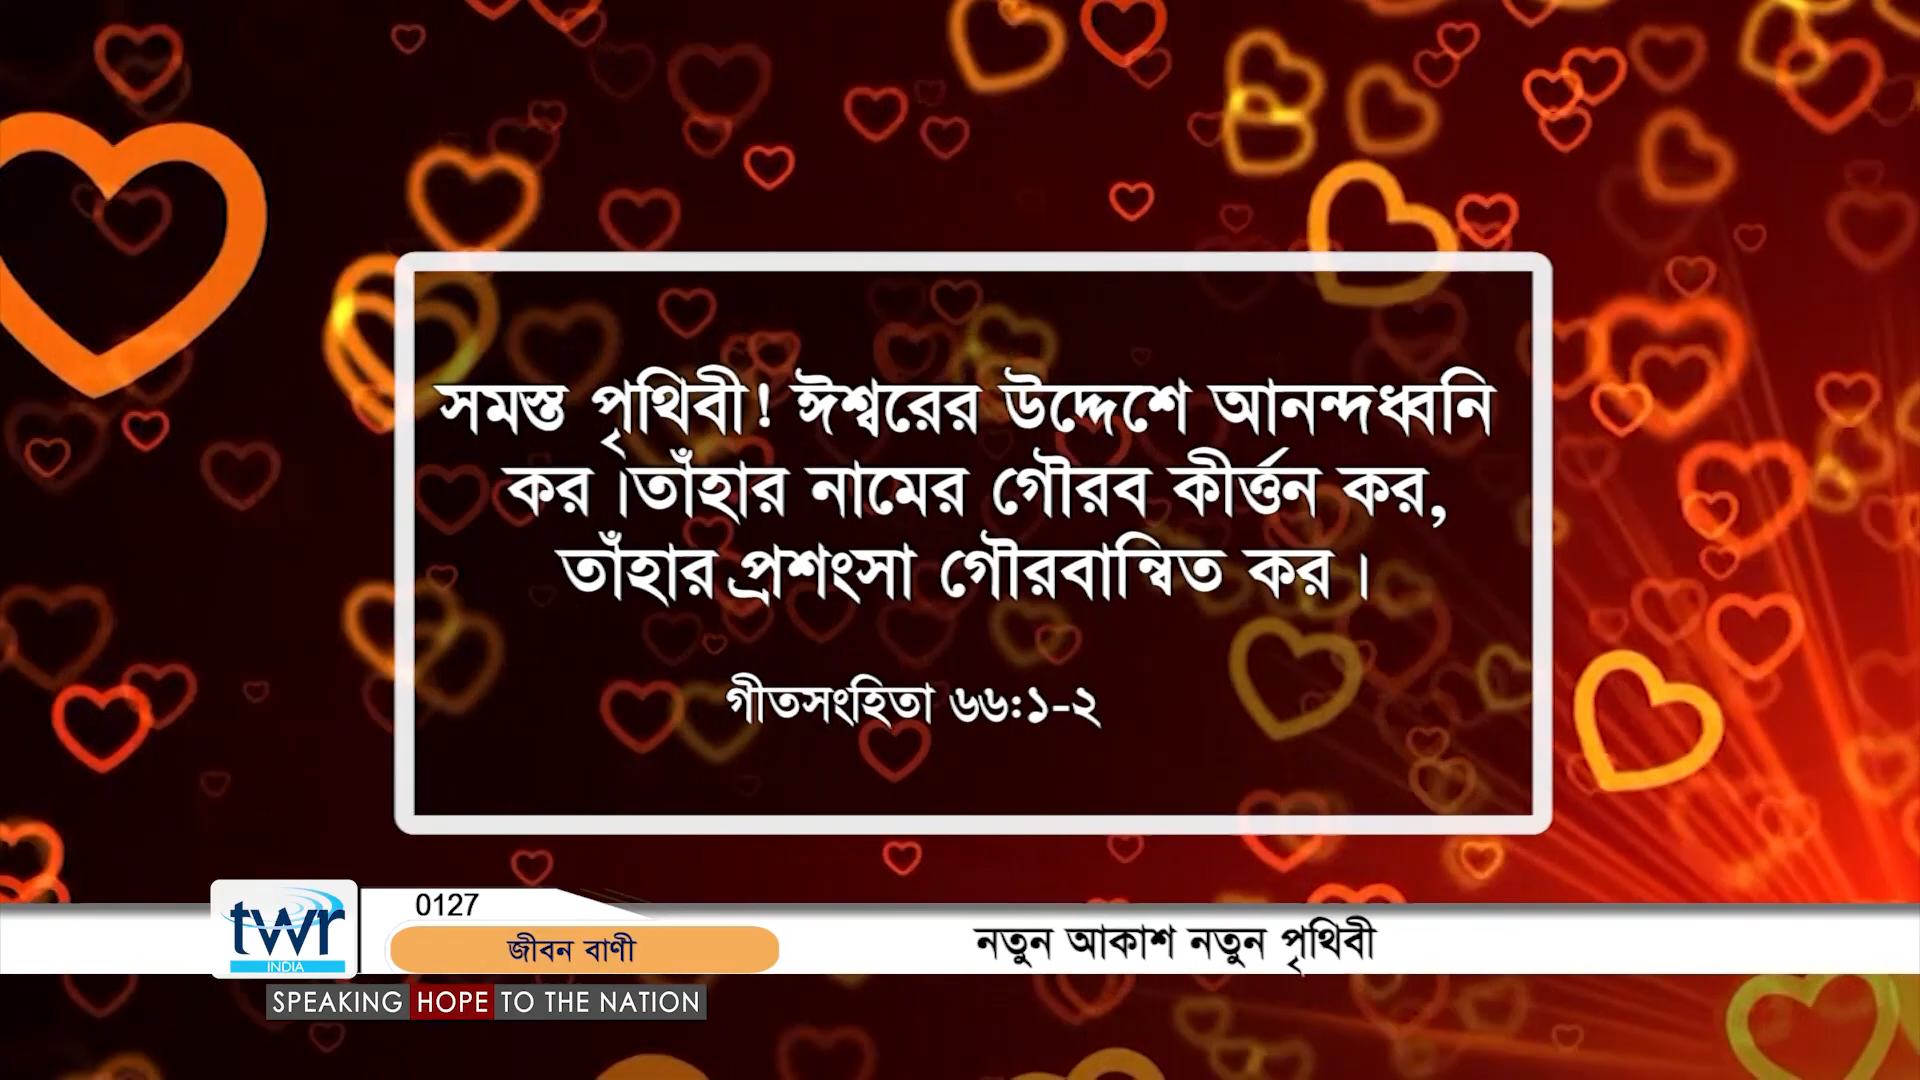 সমস্ত পৃথিবী! ঈশ্বরের উদ্দেশে আনন্দধ্বনি
কর ।তাঁহার নামের গৌরব কীর্ত্তন কর,
তাঁহার প্রশংসা গৌরবান্বিত কর ।
গীতসংহিতা ৬৬:১-২
0127
twr
INDIA
জীবন বাণী
নতুন আকাশ নতুন পৃথিবী
SPEAKING HOPE TO THE NATION